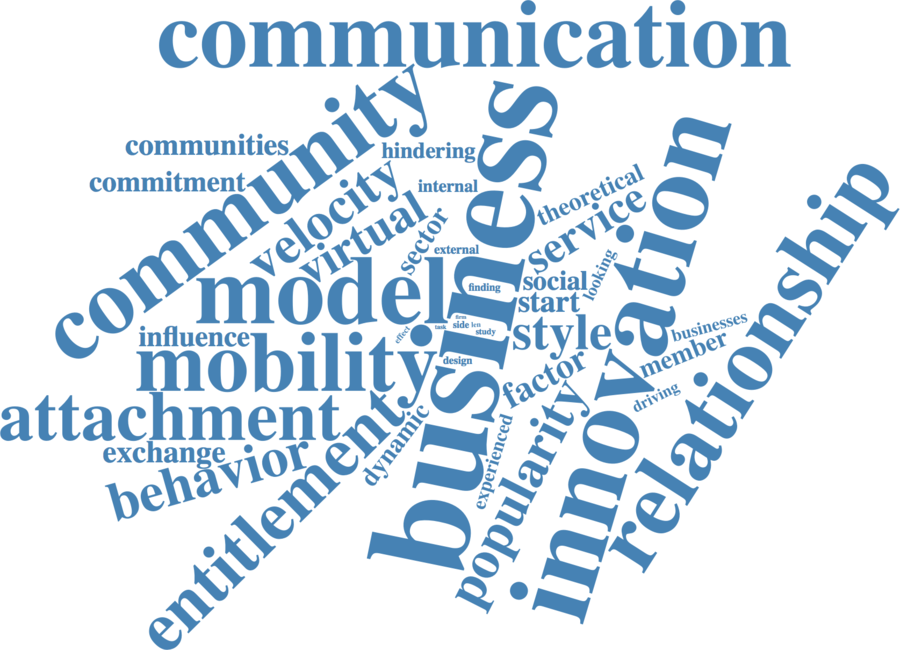 communication
community
business
communities
hindering
innovation
commitment
internal
velocity
theoretical
relationship
virtual
sector
service
external
looking
model
finding
social
start
influence
effect
task
firm
side
ten
study
style
businesses
mobility
design
member
factor
driving
attachment
entitlement
dynamic
popularity
experienced
exchange
behavior